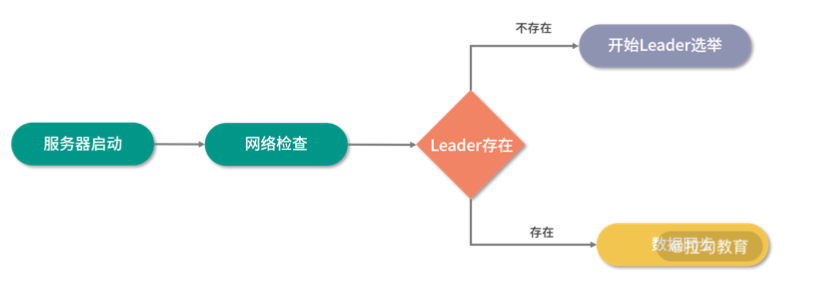 不存在
开始Leader选举
服务器启动
网络检查
Leader存在
存在
数据同步
@拉勾教育